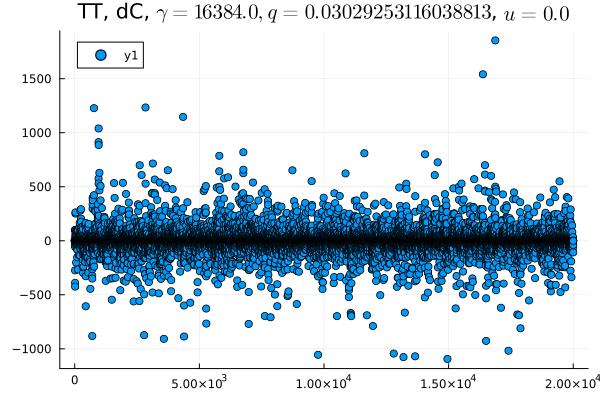 TT, dC, γ = 16384.0, q = 0.03029253116038813, u = 0.0
y1
1500
1000
500
0
−500
−1000
0 5.00×10³ 1.00×10⁴ 1.50×10⁴ 2.00×10⁴